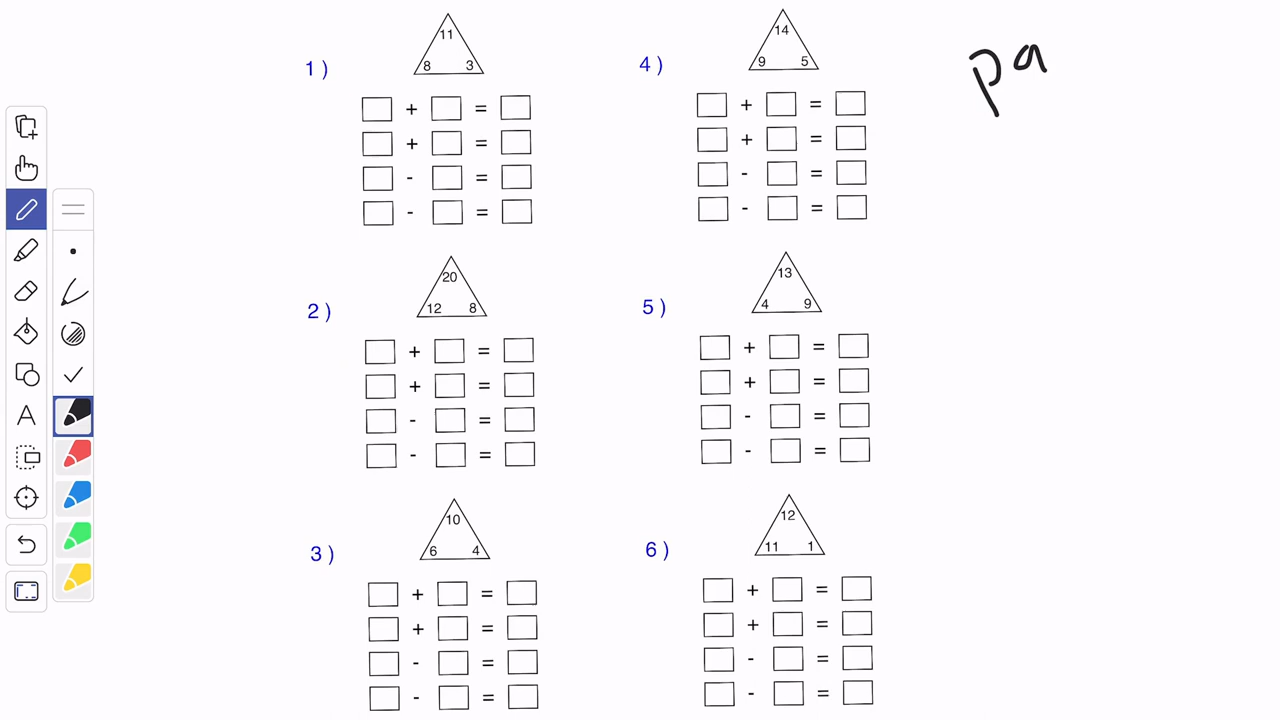 1 )
11
8 3
□ + □ = □
□ + □ = □
□ - □ = □
□ - □ = □
2 )
20
12 8
□ + □ = □
□ + □ = □
□ - □ = □
□ - □ = □
3 )
10
6 4
□ + □ = □
□ + □ = □
□ - □ = □
□ - □ = □
4 )
14
9 5
□ + □ = □
□ + □ = □
□ - □ = □
□ - □ = □
5 )
13
4 9
□ + □ = □
□ + □ = □
□ - □ = □
□ - □ = □
6 )
12
11 1
□ + □ = □
□ + □ = □
□ - □ = □
□ - □ = □
pa
A